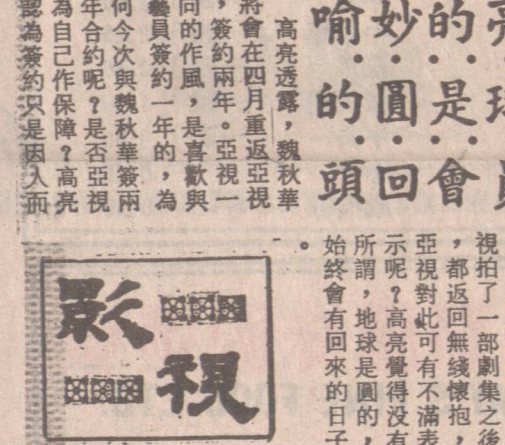 的是會
妙圓回
喻的頭
高亮透露，魏秋華
將會在四月重返亞視
，簽約兩年。亞視一
向的作風，是喜歡與
藝員簽約一年的，為
何今次與魏秋華簽兩
年合約呢？是否亞視
為自己作保障？高亮
認為簽約只是因人而
視拍了一部劇集之後
，都返回無綫懷抱
亞視對此可有不滿表
示呢？高亮覺得沒有
所謂，地球是圓的，
始終會有回來的日子
。
影視